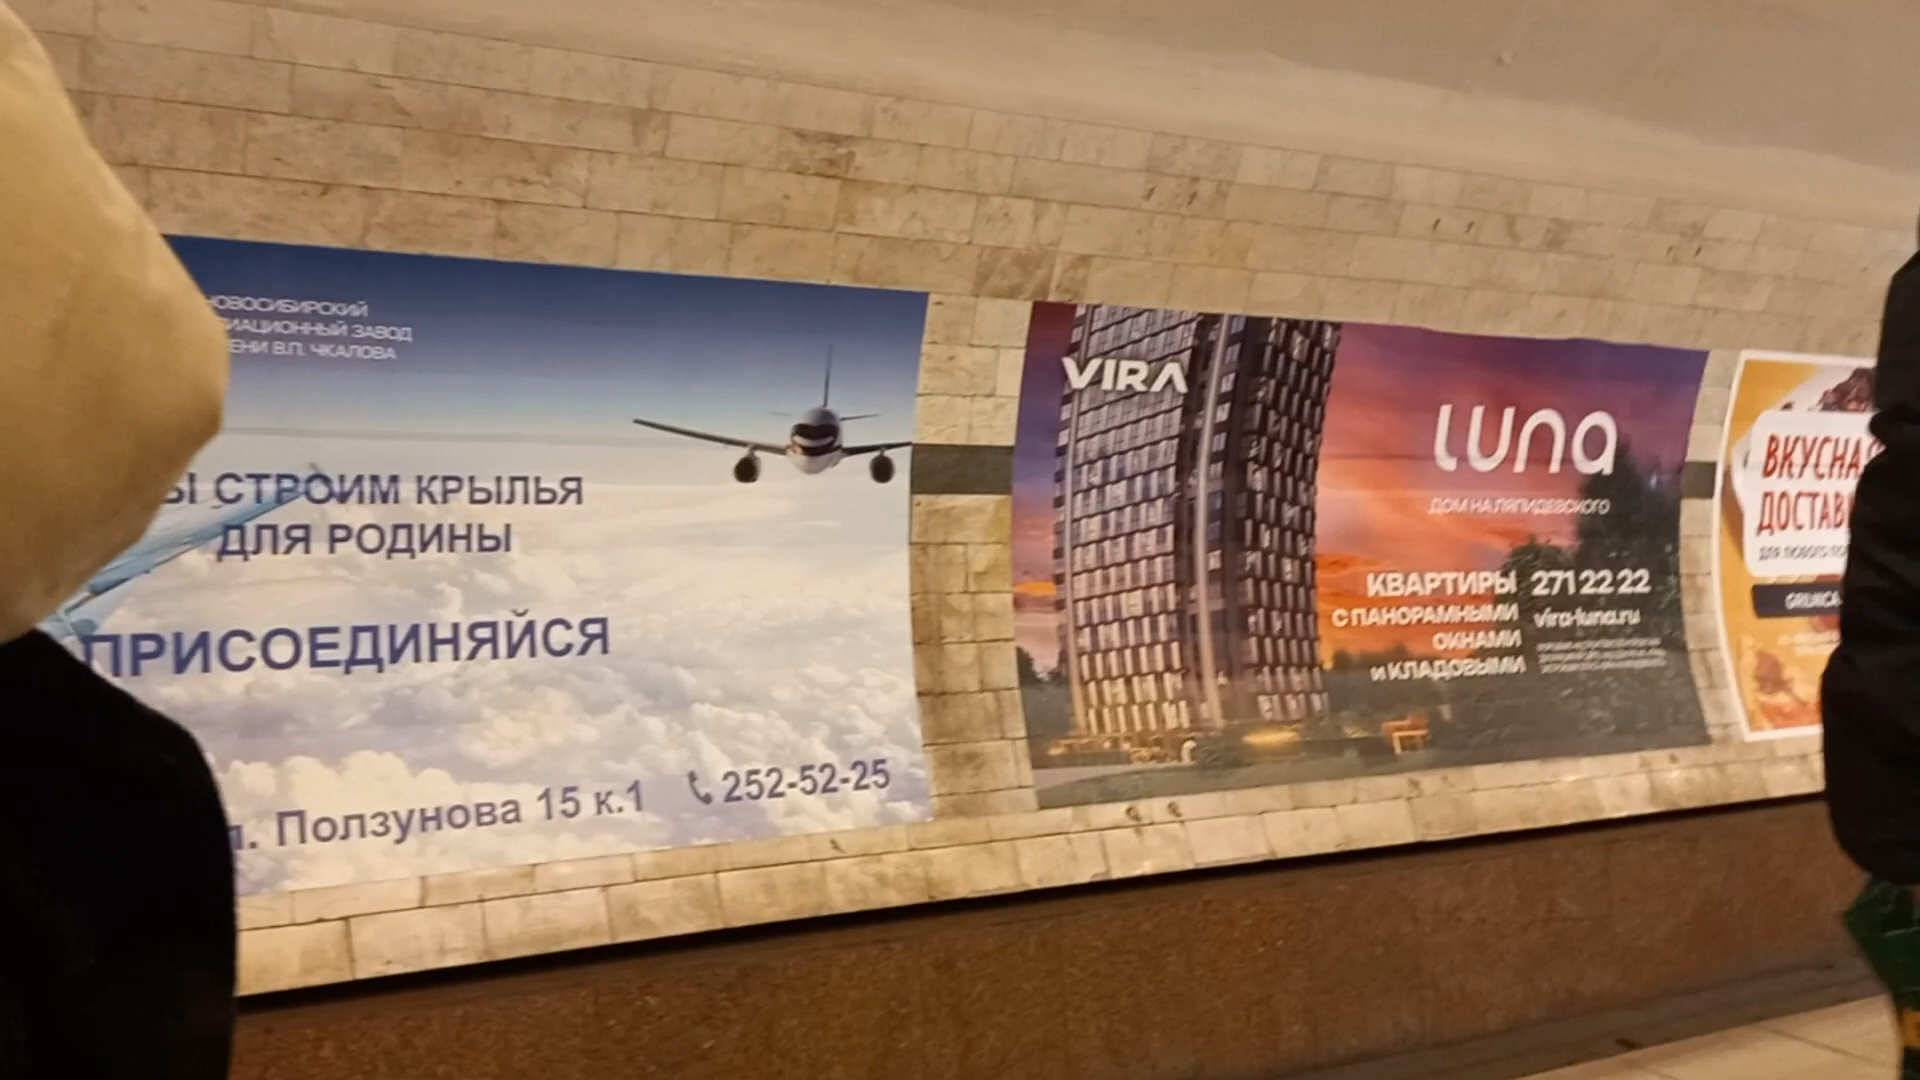 НОВОСИБИРСКИЙ
ИАЦИОННЫЙ ЗАВОД
ЕНИ В.П. ЧКАЛОВА
Ы СТРОИМ КРЫЛЬЯ
ДЛЯ РОДИНЫ
ПРИСОЕДИНЯЙСЯ
л. Ползунова 15 к.1 252-52-25
VIRA
LUNA
ДОМ НА ЛЯПИДЕВСКОГО
КВАРТИРЫ
С ПАНОРАМНЫМИ
ОКНАМИ
И КЛАДОВЫМИ
271 22 22
vira-luna.ru
ВКУСНАЯ
ДОСТАВ